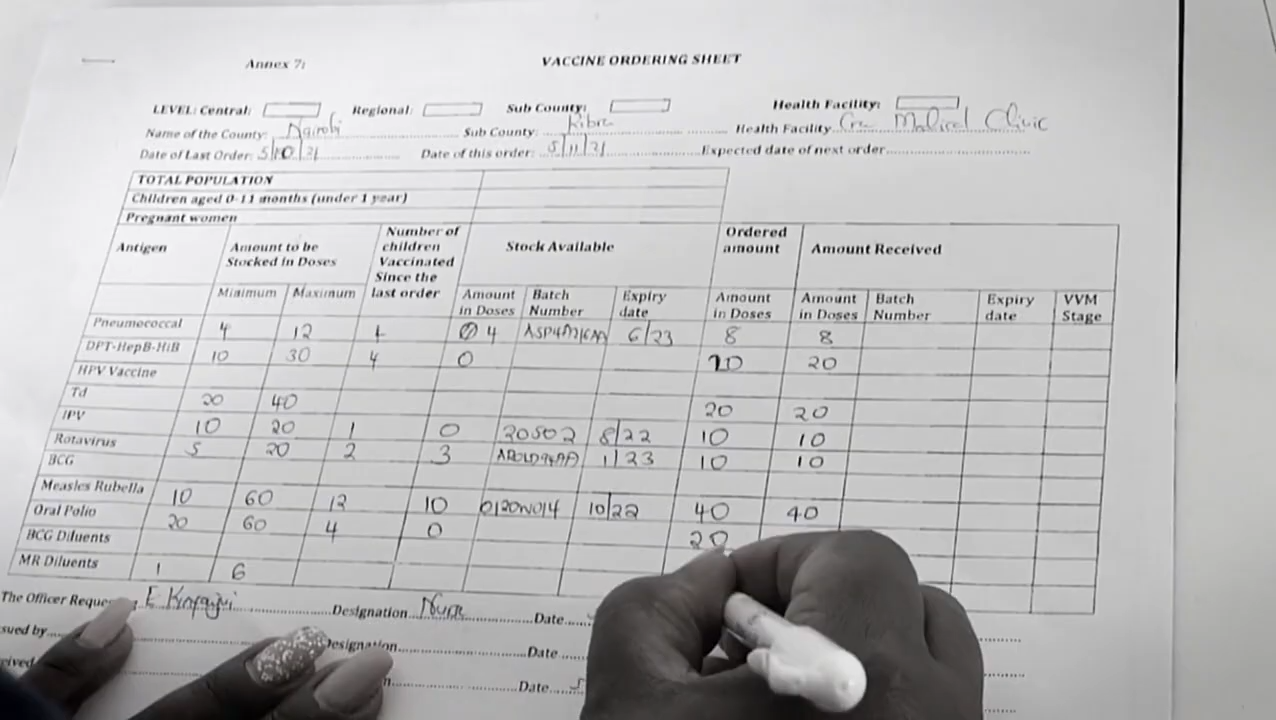 Annex 7: VACCINE ORDERING SHEET
LEVEL: Central: Regional: Sub County: Health Facility:
Name of the County: Nairobi Sub County: Kibra Health Facility Medical Clinic
Date of Last Order: 5/10/21 Date of this order: 5/11/21 Expected date of next order
TOTAL POPULATION
Children aged 0-11 months (under 1 year)
Pregnant women
Antigen Amount to be Stocked in Doses Number of children Vaccinated Since the last order Stock Available Ordered amount Amount Received
Minimum Maximum Amount in Doses Batch Number Expiry date Amount in Doses Amount in Doses Batch Number Expiry date VVM Stage
Pneumococcal 4 12 4 6/23 8 8
DPT-HepB-HiB 10 30 4 0 20 20
HPV Vaccine
Td 20 40 20 20
IPV 10 20 1 0 20502 8/22 10 10
Rotavirus 5 20 2 3 1/23 10 10
BCG
Measles Rubella 10 60 12 10 0120N014 10/22 40 40
Oral Polio 20 60 4 0 20
BCG Diluents
MR Diluents 1 6
The Officer Designation Nurse Date
by Designation Date
Date